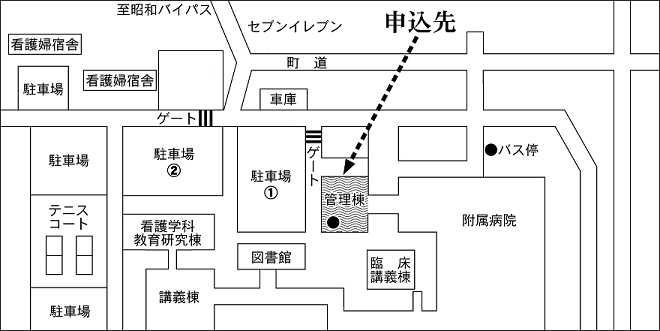 至昭和バイパス
セブンイレブン
申込先
看護婦宿舎
町道
駐車場
看護婦宿舎
車庫
ゲート
駐車場
駐車場
②
ゲート
バス停
駐車場
①
管理棟
テニス
コート
看護学科
教育研究棟
附属病院
図書館
臨床
講義棟
講義棟
駐車場